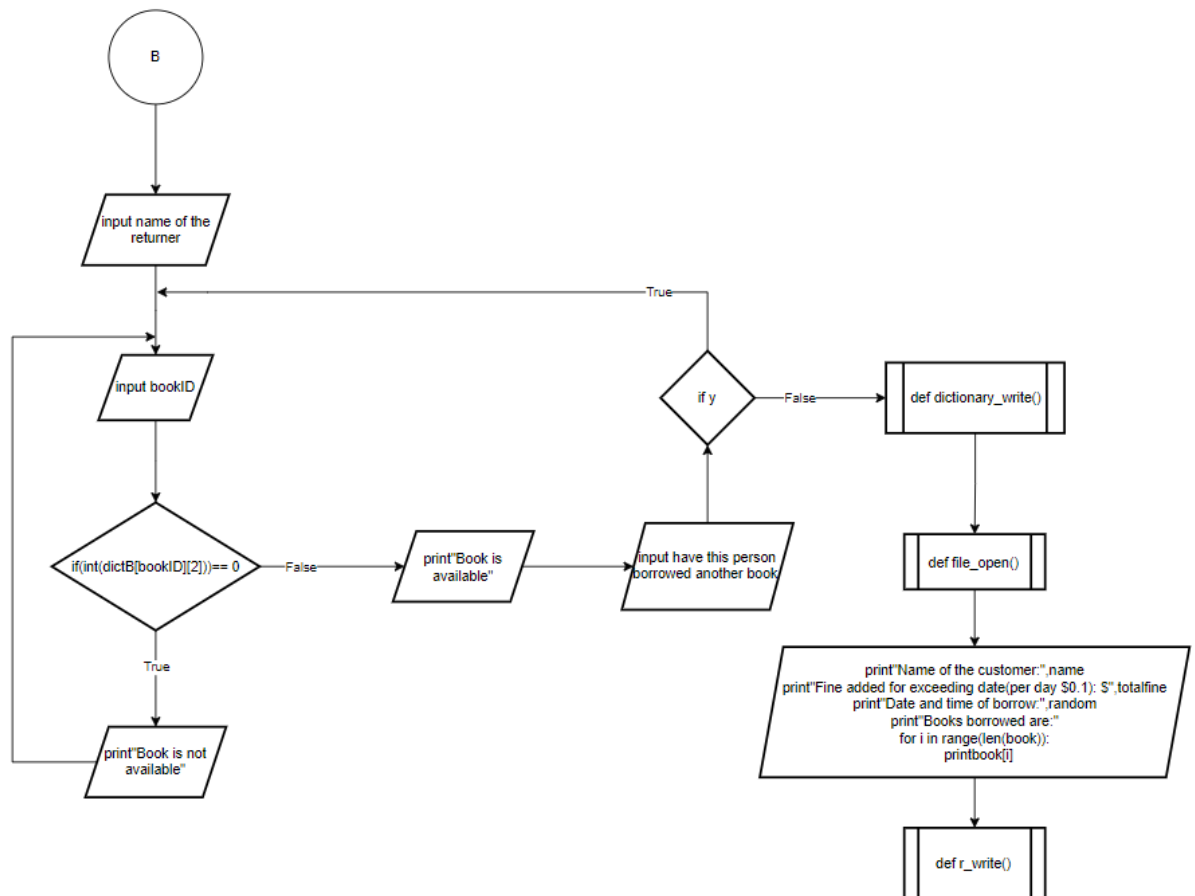 B
input name of the
returner
True
input bookID
if y
False
def dictionary_write()
if(int(dictB[bookID][2]))== 0
False
print"Book is
available"
input have this person
borrowed another book
def file_open()
True
print"Book is not
available"
print"Name of the customer:",name
print"Fine added for exceeding date(per day $0.1): $",totalfine
print"Date and time of borrow:",random
print"Books borrowed are:"
for i in range(len(book)):
printbook[i]
def r_write()